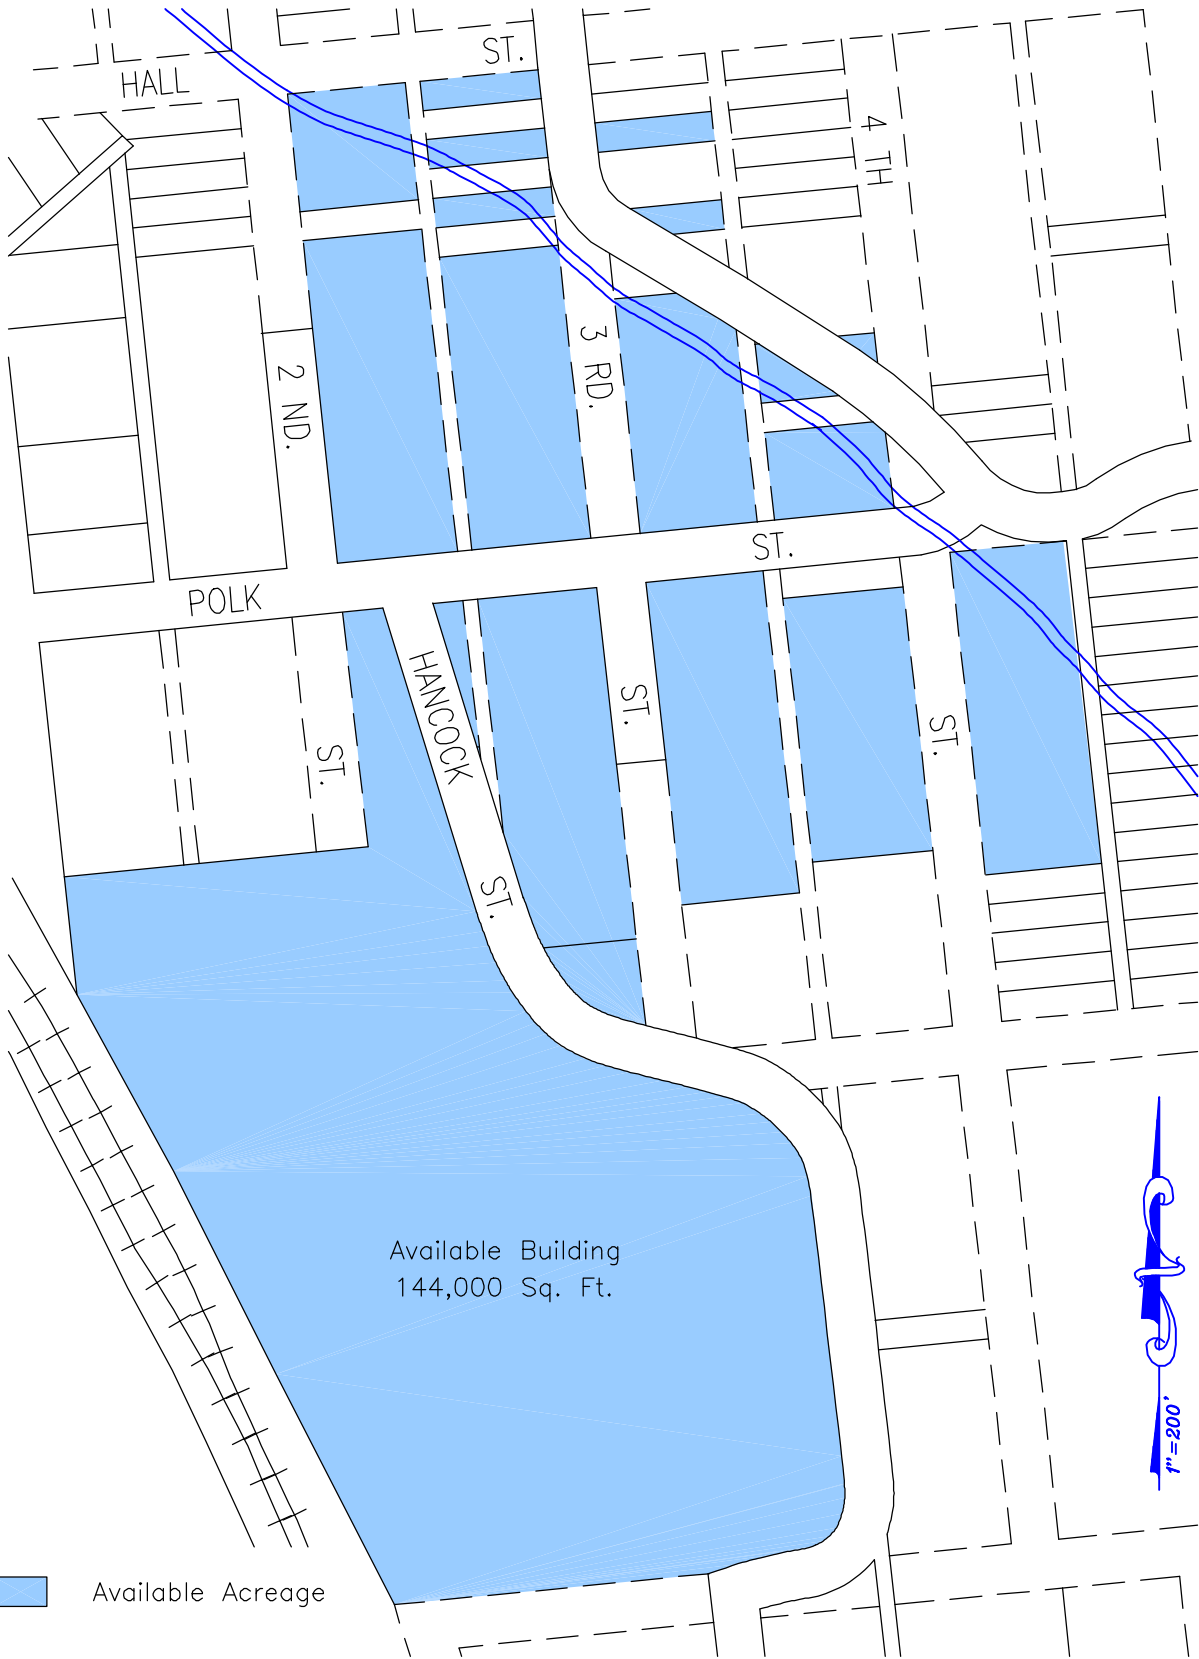 HALL ST.
4 TH
3 RD.
2 ND.
ST.
POLK
HANCOCK
ST.
ST.
ST.
ST.
Available Building
144,000 Sq. Ft.
1"=200'
Available Acreage